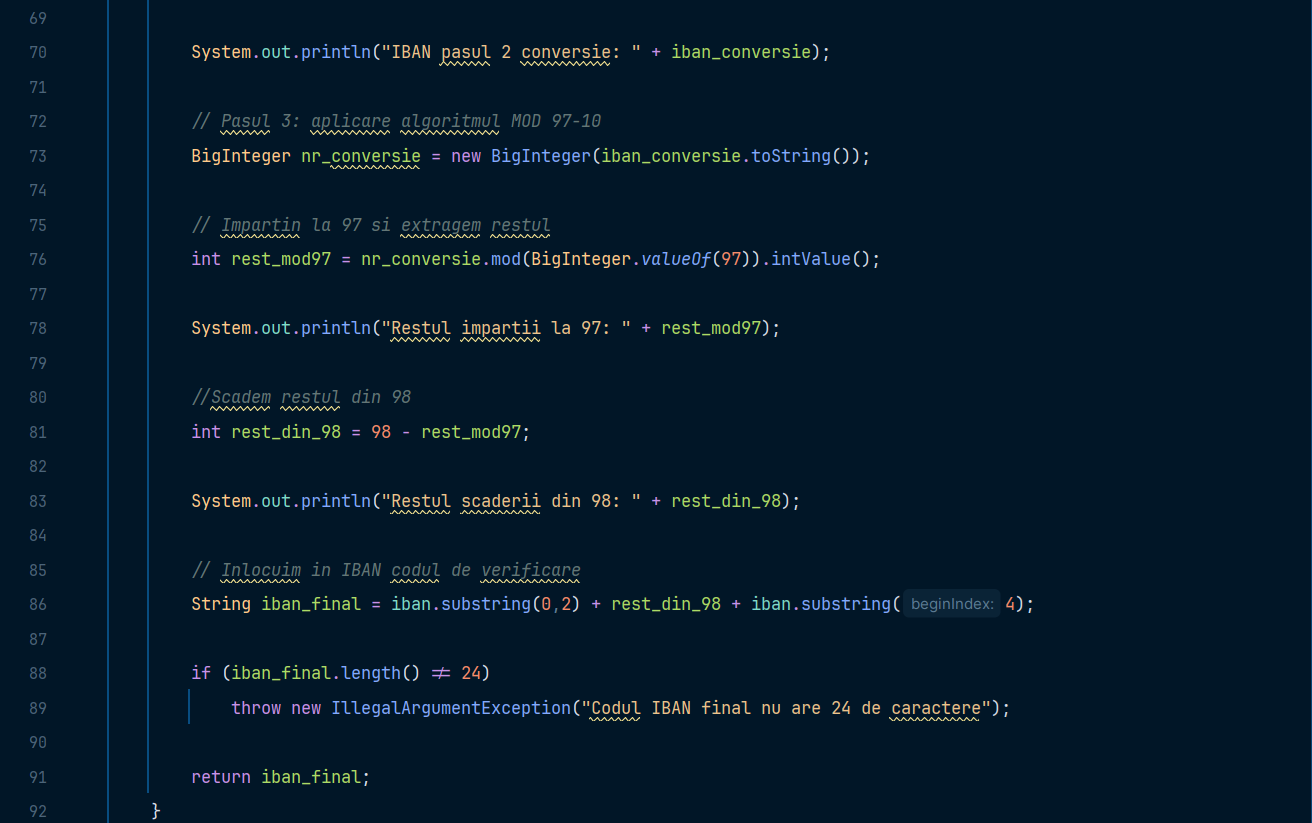 69
70 System.out.println("IBAN pasul 2 conversie: " + iban_conversie);
71
72 // Pasul 3: aplicare algoritmul MOD 97-10
73 BigInteger nr_conversie = new BigInteger(iban_conversie.toString());
74
75 // Impartin la 97 si extragem restul
76 int rest_mod97 = nr_conversie.mod(BigInteger.valueOf(97)).intValue();
77
78 System.out.println("Restul impartii la 97: " + rest_mod97);
79
80 //Scadem restul din 98
81 int rest_din_98 = 98 - rest_mod97;
82
83 System.out.println("Restul scaderii din 98: " + rest_din_98);
84
85 // Inlocuim in IBAN codul de verificare
86 String iban_final = iban.substring(0,2) + rest_din_98 + iban.substring( beginIndex: 4);
87
88 if (iban_final.length() ≠ 24)
89 throw new IllegalArgumentException("Codul IBAN final nu are 24 de caractere");
90
91 return iban_final;
92 }